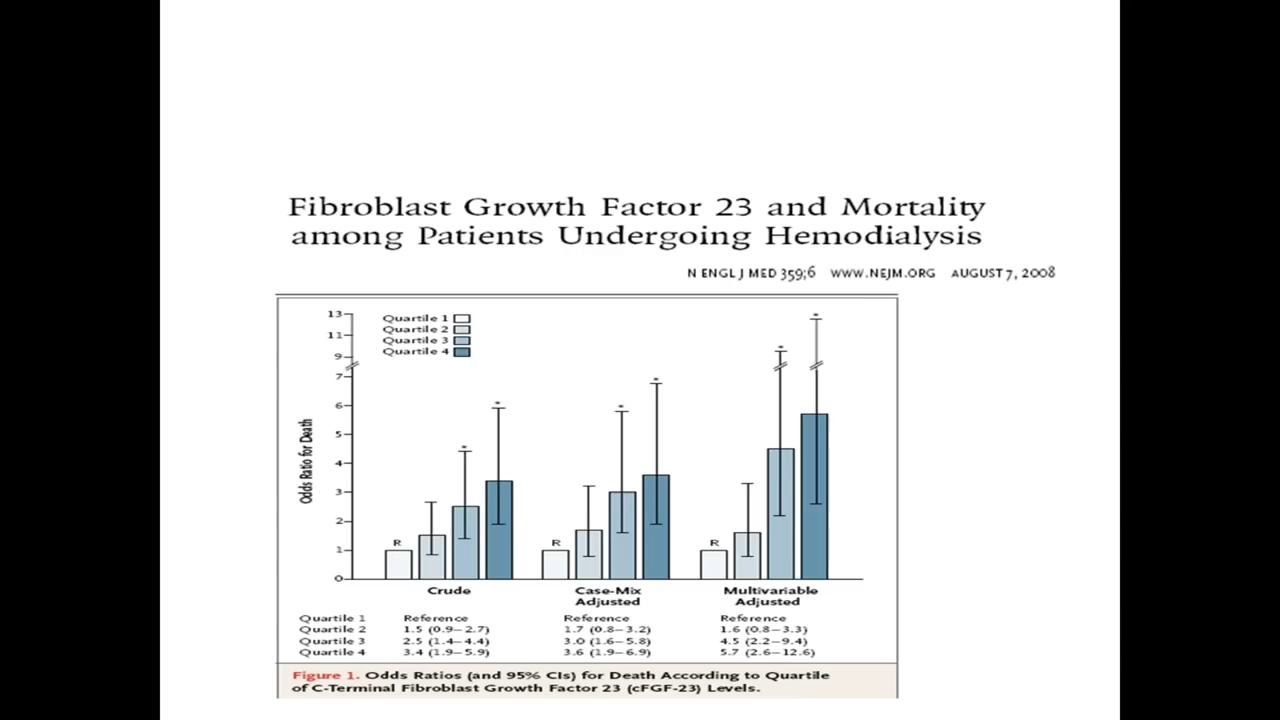 Fibroblast Growth Factor 23 and Mortality
among Patients Undergoing Hemodialysis
N ENGL J MED 359;6 WWW.NEJM.ORG AUGUST 7, 2008
13
11
9
7
6
5
4
3
2
1
0
Odds Ratio for Death
Quartile 1
Quartile 2
Quartile 3
Quartile 4
* * * * * *
R R R
Crude Case-Mix Adjusted Multivariable Adjusted
Quartile 1 Reference Reference Reference
Quartile 2 1.5 (0.9–2.7) 1.7 (0.8–3.2) 1.6 (0.8–3.3)
Quartile 3 2.5 (1.4–4.4) 3.0 (1.6–5.8) 4.5 (2.2–9.4)
Quartile 4 3.4 (1.9–5.9) 3.6 (1.9–6.9) 5.7 (2.6–12.6)
Figure 1. Odds Ratios (and 95% CIs) for Death According to Quartile
of C-Terminal Fibroblast Growth Factor 23 (cFGF-23) Levels.